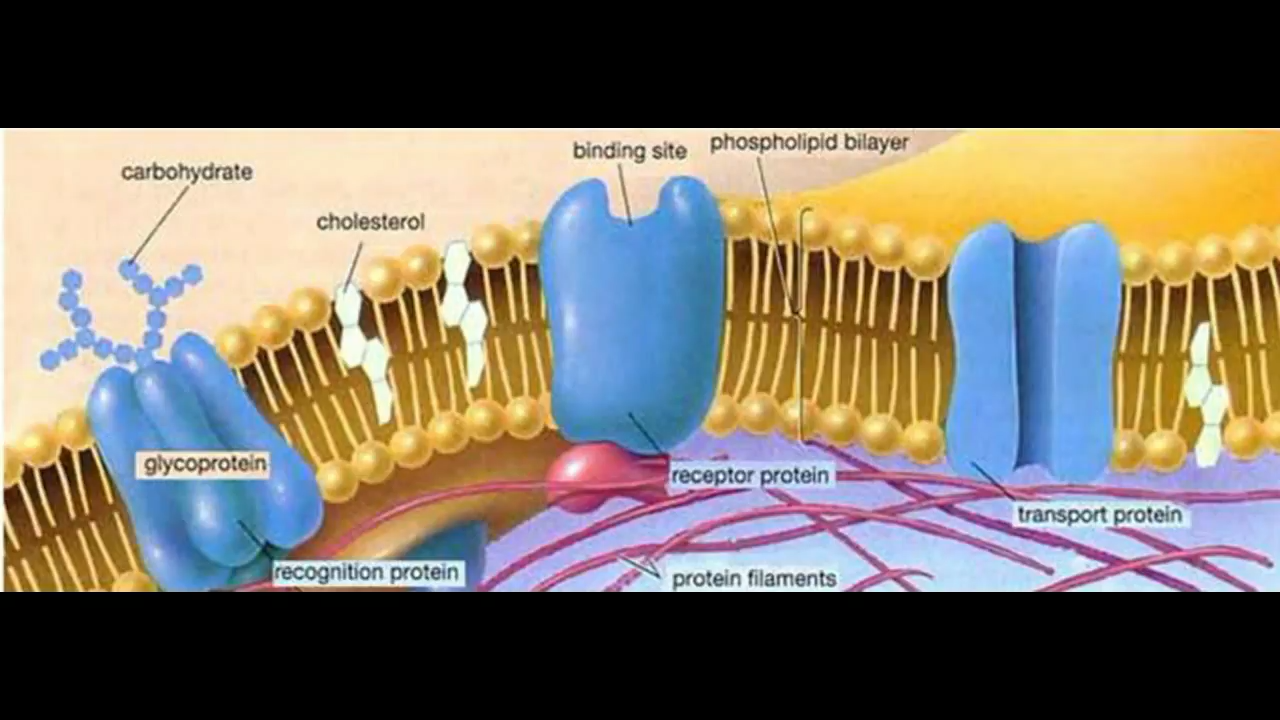 phospholipid bilayer
binding site
carbohydrate
cholesterol
glycoprotein
receptor protein
transport protein
recognition protein
protein filaments